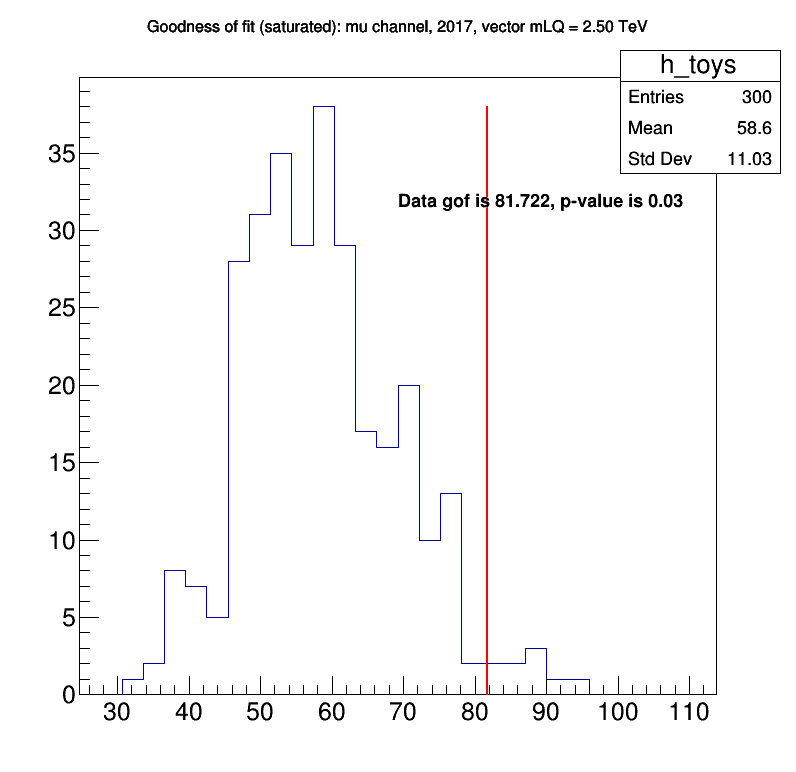 Goodness of fit (saturated): mu channel, 2017, vector mLQ = 2.50 TeV
h_toys
Entries 300
Mean 58.6
Std Dev 11.03
Data gof is 81.722, p-value is 0.03
35
30
25
20
15
10
5
0
30 40 50 60 70 80 90 100 110